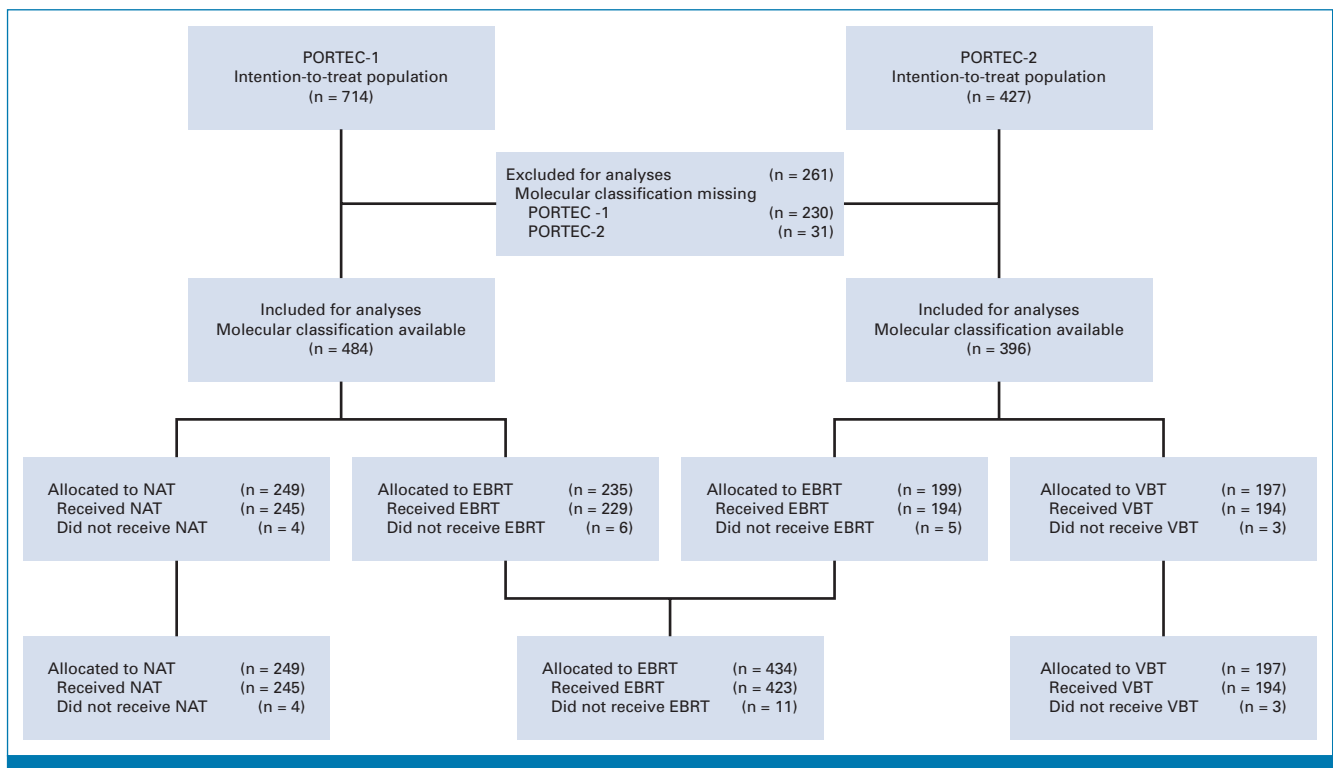 PORTEC-1
Intention-to-treat population
(n = 714)
PORTEC-2
Intention-to-treat population
(n = 427)
Excluded for analyses (n = 261)
Molecular classification missing
PORTEC -1 (n = 230)
PORTEC-2 (n = 31)
Included for analyses
Molecular classification available
(n = 484)
Included for analyses
Molecular classification available
(n = 396)
Allocated to NAT (n = 249)
Received NAT (n = 245)
Did not receive NAT (n = 4)
Allocated to EBRT (n = 235)
Received EBRT (n = 229)
Did not receive EBRT (n = 6)
Allocated to EBRT (n = 199)
Received EBRT (n = 194)
Did not receive EBRT (n = 5)
Allocated to VBT (n = 197)
Received VBT (n = 194)
Did not receive VBT (n = 3)
Allocated to NAT (n = 249)
Received NAT (n = 245)
Did not receive NAT (n = 4)
Allocated to EBRT (n = 434)
Received EBRT (n = 423)
Did not receive EBRT (n = 11)
Allocated to VBT (n = 197)
Received VBT (n = 194)
Did not receive VBT (n = 3)